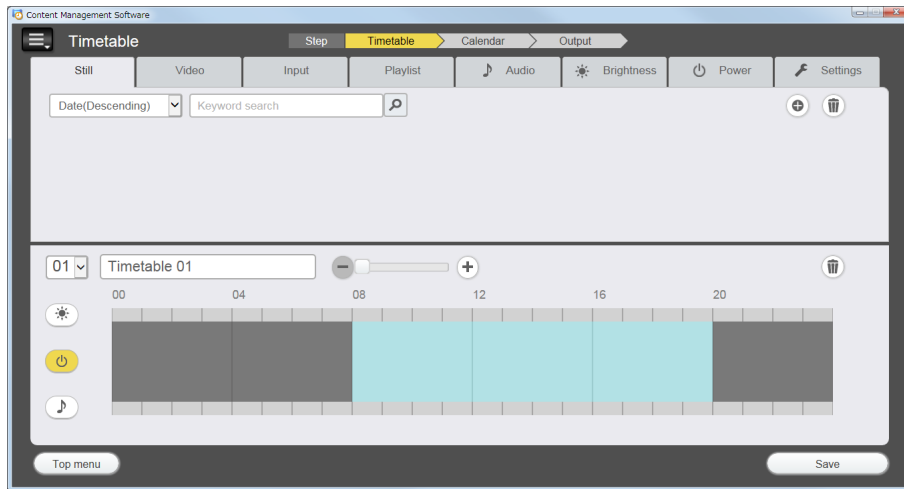 Content Management Software
Timetable
Step Timetable Calendar Output
Still Video Input Playlist Audio Brightness Power Settings
Date(Descending) Keyword search
01 Timetable 01
00 04 08 12 16 20
Top menu Save